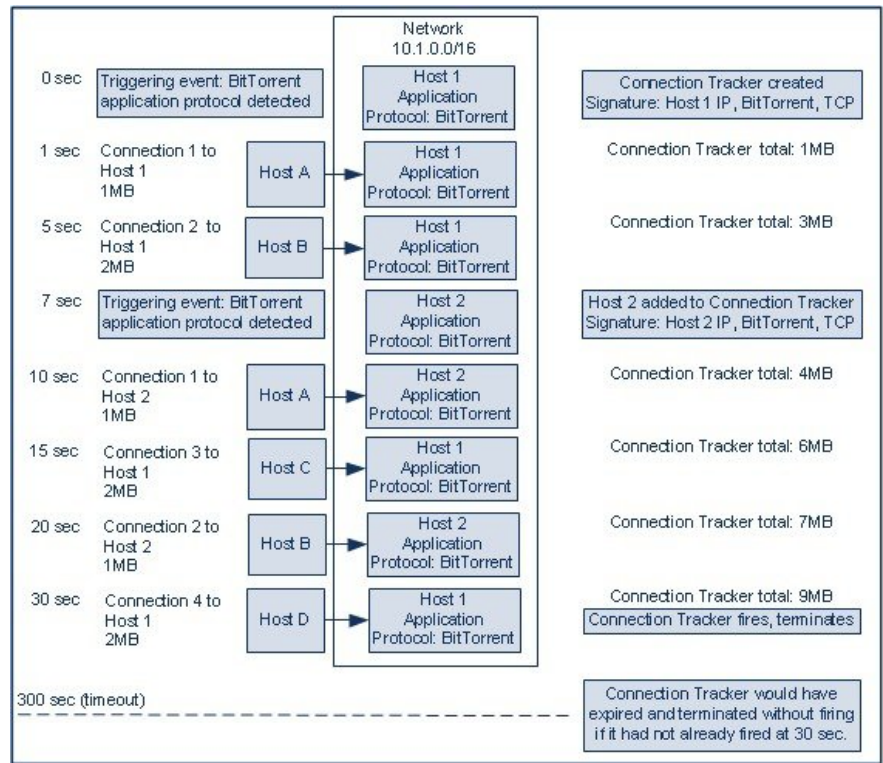 Network
10.1.0.0/16
0 sec
Triggering event: BitTorrent
application protocol detected
Host 1
Application
Protocol: BitTorrent
Connection Tracker created
Signature: Host 1 IP, BitTorrent, TCP
1 sec
Connection 1 to
Host 1
1MB
Host A
Host 1
Application
Protocol: BitTorrent
Connection Tracker total: 1MB
5 sec
Connection 2 to
Host 1
2MB
Host B
Host 1
Application
Protocol: BitTorrent
Connection Tracker total: 3MB
7 sec
Triggering event: BitTorrent
application protocol detected
Host 2
Application
Protocol: BitTorrent
Host 2 added to Connection Tracker
Signature: Host 2 IP, BitTorrent, TCP
10 sec
Connection 1 to
Host 2
1MB
Host A
Host 2
Application
Protocol: BitTorrent
Connection Tracker total: 4MB
15 sec
Connection 3 to
Host 1
2MB
Host C
Host 1
Application
Protocol: BitTorrent
Connection Tracker total: 6MB
20 sec
Connection 2 to
Host 2
1MB
Host B
Host 2
Application
Protocol: BitTorrent
Connection Tracker total: 7MB
30 sec
Connection 4 to
Host 1
2MB
Host D
Host 1
Application
Protocol: BitTorrent
Connection Tracker total: 9MB
Connection Tracker fires, terminates
300 sec (timeout)
Connection Tracker would have
expired and terminated without firing
if it had not already fired at 30 sec.